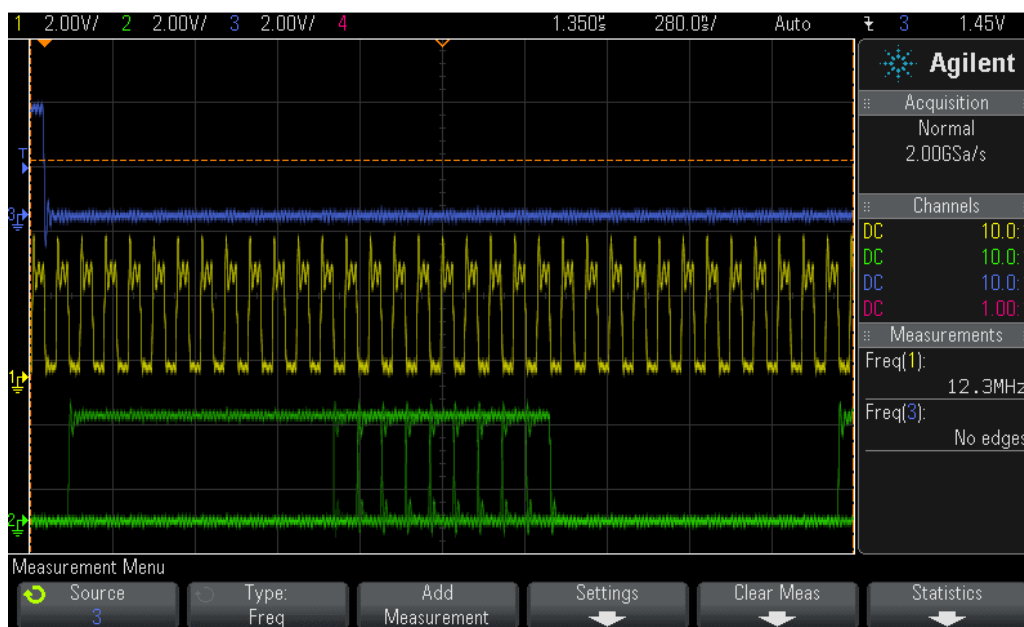 1 2.00V/ 2 2.00V/ 3 2.00V/ 4 1.350s 280.0s/ Auto 3 1.45V
Agilent
Acquisition
Normal
2.00GSa/s
Channels
DC 10.0:
DC 10.0:
DC 10.0:
DC 1.00:
Measurements
Freq(1):
12.3MHz
Freq(3):
No edges
T
3
1
2
Measurement Menu
Source
3
Type:
Freq
Add
Measurement
Settings
Clear Meas
Statistics